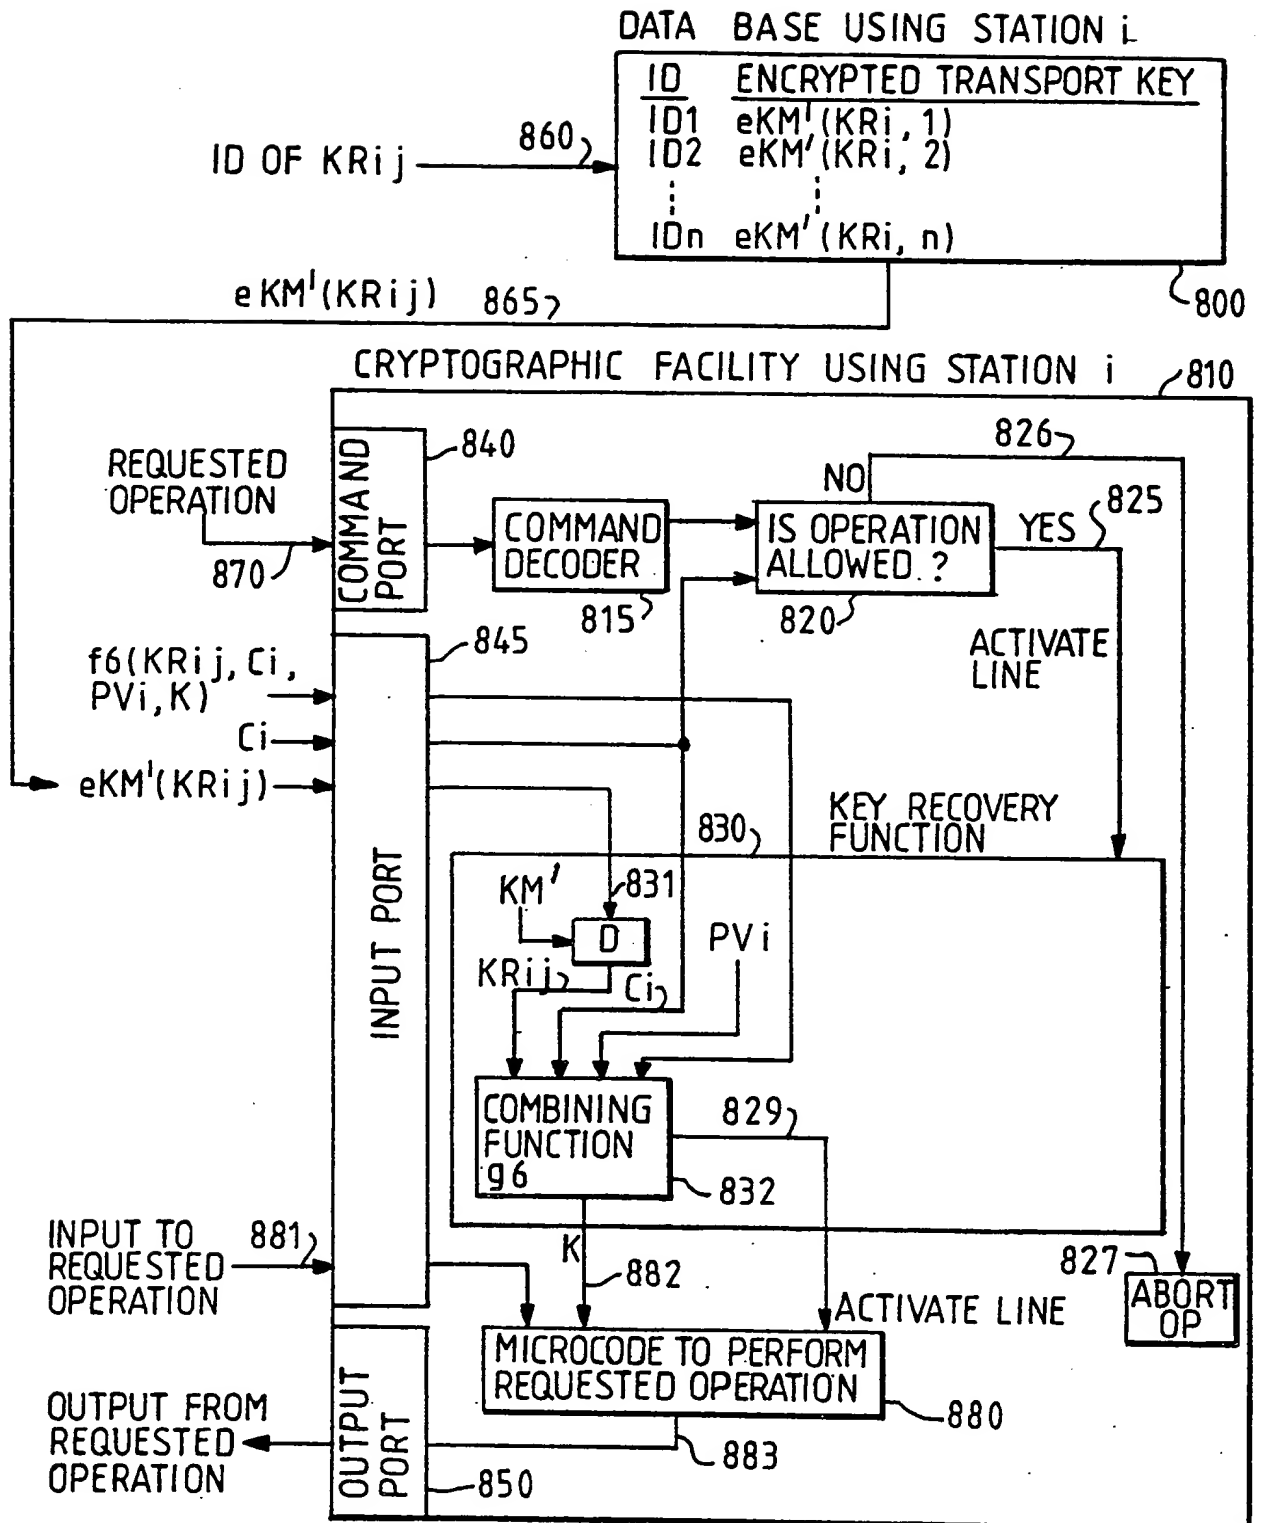 DATA BASE USING STATION i
ID ENCRYPTED TRANSPORT KEY
ID1 eKM'(KRi, 1)
ID2 eKM'(KRi, 2)
IDn eKM'(KRi, n)
ID OF KRij
860
800
eKM'(KRij)
865
CRYPTOGRAPHIC FACILITY USING STATION i
810
REQUESTED
OPERATION
870
COMMAND
PORT
840
COMMAND
DECODER
815
IS OPERATION
ALLOWED ?
820
NO
826
YES
825
ACTIVATE
LINE
845
f6(KRij, Ci,
PVi, K)
Ci
eKM'(KRij)
INPUT PORT
KEY RECOVERY
FUNCTION
830
KM'
831
D
PVi
KRij
Ci
COMBINING
FUNCTION
g6
829
832
INPUT TO
REQUESTED
OPERATION
881
K
882
ACTIVATE LINE
827
ABORT
OP
MICROCODE TO PERFORM
REQUESTED OPERATION
880
883
OUTPUT FROM
REQUESTED
OPERATION
OUTPUT
PORT
850